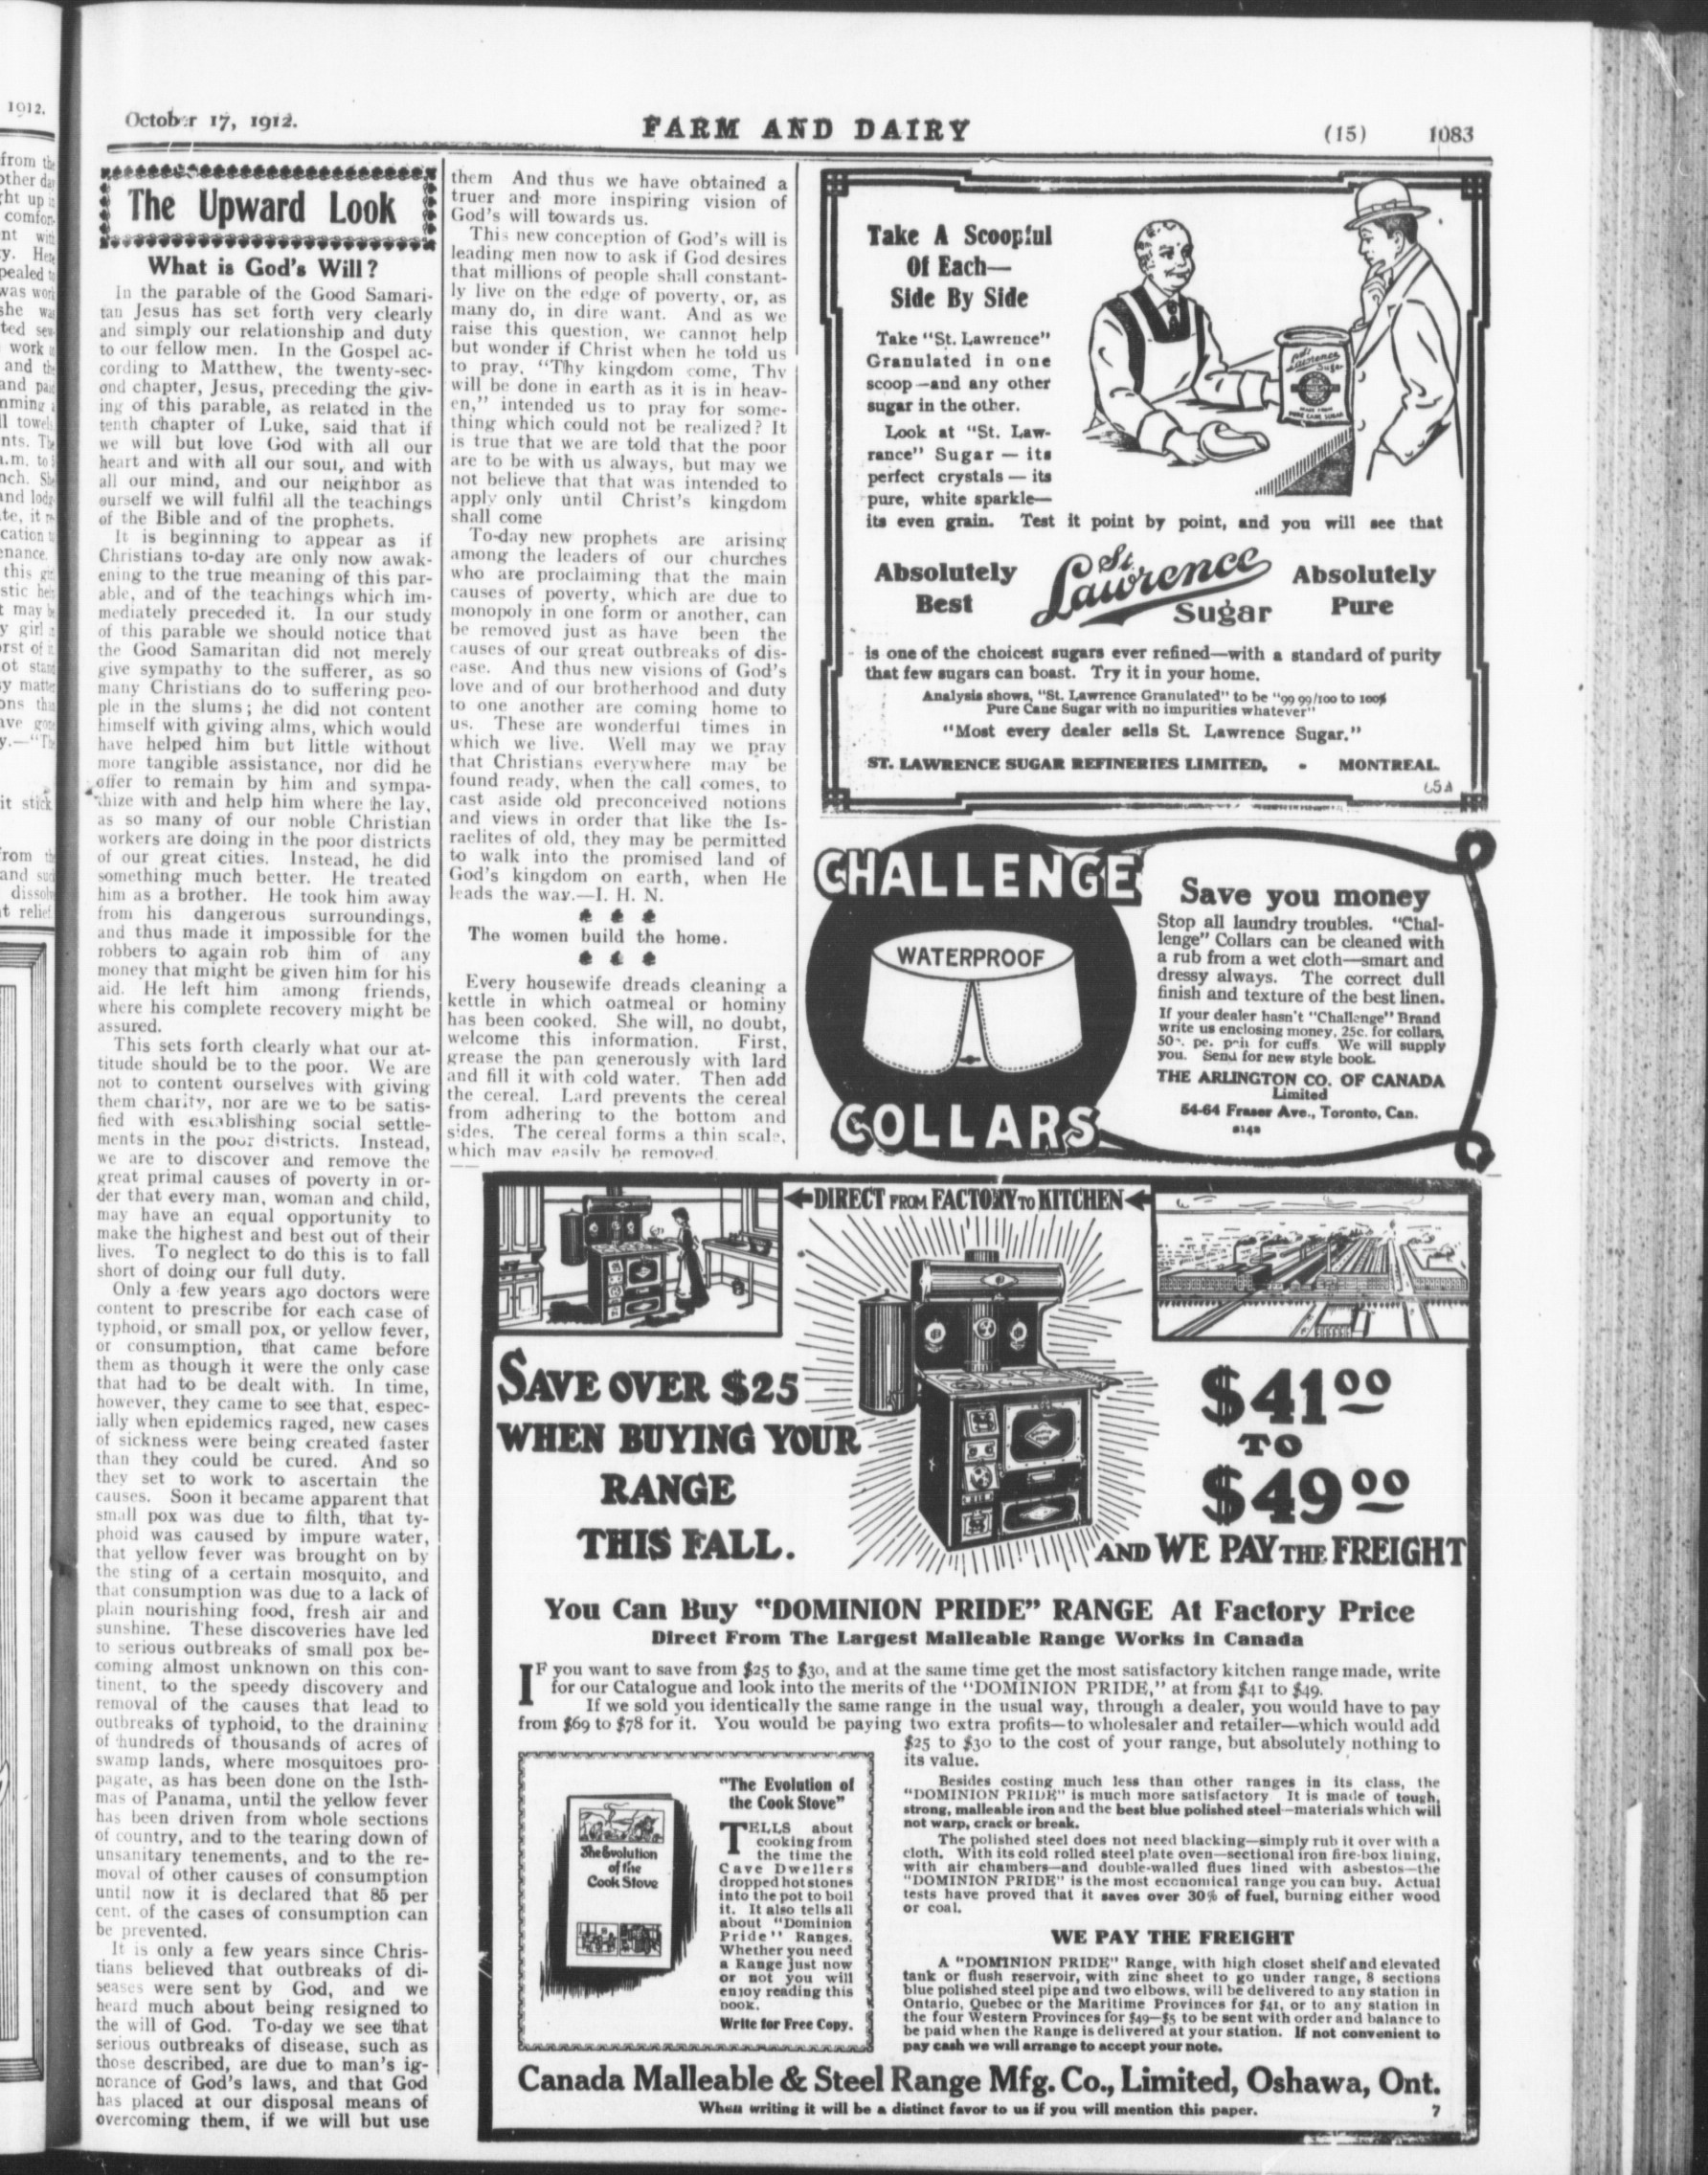 October 17, 1912.
FARM AND DAIRY
(15) 1083
The Upward Look
What is God's Will?
In the parable of the Good Samari-
tan Jesus has set forth very clearly
and simply our relationship and duty
to our fellow men. In the Gospel ac-
cording to Matthew, the twenty-sec-
ond chapter, Jesus, preceding the giv-
ing of this parable, as related in the
tenth chapter of Luke, said that if
we will but love God with all our
heart and with all our soul, and with
all our mind, and our neighbor as
ourself we will fulfil all the teachings
of the Bible and of the prophets.
It is beginning to appear as if
Christians to-day are only now awak-
ening to the true meaning of this par-
able, and of the teachings which im-
mediately preceded it. In our study
of this parable we should notice that
the Good Samaritan did not merely
give sympathy to the sufferer, as so
many Christians do to suffering peo-
ple in the slums; he did not content
himself with giving alms, which would
have helped him but little without
more tangible assistance, nor did he
offer to remain by him and sympa-
thize with and help him where he lay,
as so many of our noble Christian
workers are doing in the poor districts
of our great cities. Instead, he did
something much better. He treated
him as a brother. He took him away
from his dangerous surroundings,
and thus made it impossible for the
robbers to again rob him of any
money that might be given him for his
aid. He left him among friends,
where his complete recovery might be
assured.
This sets forth clearly what our at-
titude should be to the poor. We are
not to content ourselves with giving
them charity, nor are we to be satis-
fied with establishing social settle-
ments in the poor districts. Instead,
we are to discover and remove the
great primal causes of poverty in or-
der that every man, woman and child,
may have an equal opportunity to
make the highest and best out of their
lives. To neglect to do this is to fall
short of doing our full duty.
Only a few years ago doctors were
content to prescribe for each case of
typhoid, or small pox, or yellow fever,
or consumption, that came before
them as though it were the only case
that had to be dealt with. In time,
however, they came to see that, espec-
ially when epidemics raged, new cases
of sickness were being created faster
than they could be cured. And so
they set to work to ascertain the
causes. Soon it became apparent that
small pox was due to filth, that ty-
phoid was caused by impure water,
that yellow fever was brought on by
the sting of a certain mosquito, and
that consumption was due to a lack of
plain nourishing food, fresh air and
sunshine. These discoveries have led
to serious outbreaks of small pox be-
coming almost unknown on this con-
tinent, to the speedy discovery and
removal of the causes that lead to
outbreaks of typhoid, to the draining
of hundreds of thousands of acres of
swamp lands, where mosquitoes pro-
pagate, as has been done on the Isth-
mas of Panama, until the yellow fever
has been driven from whole sections
of country, and to the tearing down of
unsanitary tenements, and to the re-
moval of other causes of consumption
until now it is declared that 85 per
cent. of the cases of consumption can
be prevented.
It is only a few years since Chris-
tians believed that outbreaks of di-
seases were sent by God, and we
heard much about being resigned to
the will of God. To-day we see that
serious outbreaks of disease, such as
those described, are due to man's ig-
norance of God's laws, and that God
has placed at our disposal means of
overcoming them, if we will but use
them And thus we have obtained a
truer and more inspiring vision of
God's will towards us.
This new conception of God's will is
leading men now to ask if God desires
that millions of people shall constant-
ly live on the edge of poverty, or, as
many do, in dire want. And as we
raise this question, we cannot help
but wonder if Christ when he told us
to pray, "Thy kingdom come, Thy
will be done in earth as it is in heav-
en," intended us to pray for some-
thing which could not be realized? It
is true that we are told that the poor
are to be with us always, but may we
not believe that that was intended to
apply only until Christ's kingdom
shall come
To-day new prophets are arising
among the leaders of our churches
who are proclaiming that the main
causes of poverty, which are due to
monopoly in one form or another, can
be removed just as have been the
causes of our great outbreaks of dis-
ease. And thus new visions of God's
love and of our brotherhood and duty
to one another are coming home to
us. These are wonderful times in
which we live. Well may we pray
that Christians everywhere may be
found ready, when the call comes, to
cast aside old preconceived notions
and views in order that like the Is-
raelites of old, they may be permitted
to walk into the promised land of
God's kingdom on earth, when He
leads the way.—I. H. N.
The women build the home.
Every housewife dreads cleaning a
kettle in which oatmeal or hominy
has been cooked. She will, no doubt,
welcome this information. First,
grease the pan generously with lard
and fill it with cold water. Then add
the cereal. Lard prevents the cereal
from adhering to the bottom and
sides. The cereal forms a thin scale,
which may easily be removed.
Take A Scoopful
Of Each—
Side By Side
Take "St. Lawrence"
Granulated in one
scoop—and any other
sugar in the other.
Look at "St. Law-
rance" Sugar — its
perfect crystals — its
pure, white sparkle—
its even grain. Test it point by point, and you will see that
Absolutely
Best
St. Lawrence
Sugar
Absolutely
Pure
is one of the choicest sugars ever refined—with a standard of purity
that few sugars can boast. Try it in your home.
Analysis shows, "St. Lawrence Granulated" to be "99 99/100 to 100%
Pure Cane Sugar with no impurities whatever"
"Most every dealer sells St. Lawrence Sugar."
ST. LAWRENCE SUGAR REFINERIES LIMITED, - MONTREAL.
65A
CHALLENGE
WATERPROOF
COLLARS
Save you money
Stop all laundry troubles. "Chal-
lenge" Collars can be cleaned with
a rub from a wet cloth—smart and
dressy always. The correct dull
finish and texture of the best linen.
If your dealer hasn't "Challenge" Brand
write us enclosing money, 25c. for collars,
50c. per pair for cuffs. We will supply
you. Send for new style book.
THE ARLINGTON CO. OF CANADA
Limited
54-64 Fraser Ave., Toronto, Can.
DIRECT FROM FACTORY TO KITCHEN
SAVE OVER $25
WHEN BUYING YOUR
RANGE
THIS FALL.
$41 00
TO
$49 00
AND WE PAY THE FREIGHT
You Can Buy "DOMINION PRIDE" RANGE At Factory Price
Direct From The Largest Malleable Range Works in Canada
IF you want to save from $25 to $30, and at the same time get the most satisfactory kitchen range made, write
for our Catalogue and look into the merits of the "DOMINION PRIDE," at from $41 to $49.
If we sold you identically the same range in the usual way, through a dealer, you would have to pay
from $69 to $78 for it. You would be paying two extra profits—to wholesaler and retailer—which would add
$25 to $30 to the cost of your range, but absolutely nothing to
its value.
Besides costing much less than other ranges in its class, the
"DOMINION PRIDE" is much more satisfactory It is made of tough,
strong, malleable iron and the best blue polished steel—materials which will
not warp, crack or break.
The polished steel does not need blacking—simply rub it over with a
cloth. With its cold rolled steel plate oven—sectional iron fire-box lining,
with air chambers—and double-walled flues lined with asbestos—the
"DOMINION PRIDE" is the most economical range you can buy. Actual
tests have proved that it saves over 30% of fuel, burning either wood
or coal.
WE PAY THE FREIGHT
A "DOMINION PRIDE" Range, with high closet shelf and elevated
tank or flush reservoir, with zinc sheet to go under range, 8 sections
blue polished steel pipe and two elbows, will be delivered to any station in
Ontario, Quebec or the Maritime Provinces for $41, or to any station in
the four Western Provinces for $49—$5 to be sent with order and balance to
be paid when the Range is delivered at your station. If not convenient to
pay cash we will arrange to accept your note.
The Evolution
of the
Cook Stove
"The Evolution of
the Cook Stove"
TELLS about
cooking from
the time the
Cave Dwellers
dropped hot stones
into the pot to boil
it. It also tells all
about "Dominion
Pride" Ranges.
Whether you need
a Range just now
or not you will
enjoy reading this
book.
Write for Free Copy.
Canada Malleable & Steel Range Mfg. Co., Limited, Oshawa, Ont.
When writing it will be a distinct favor to us if you will mention this paper.
7